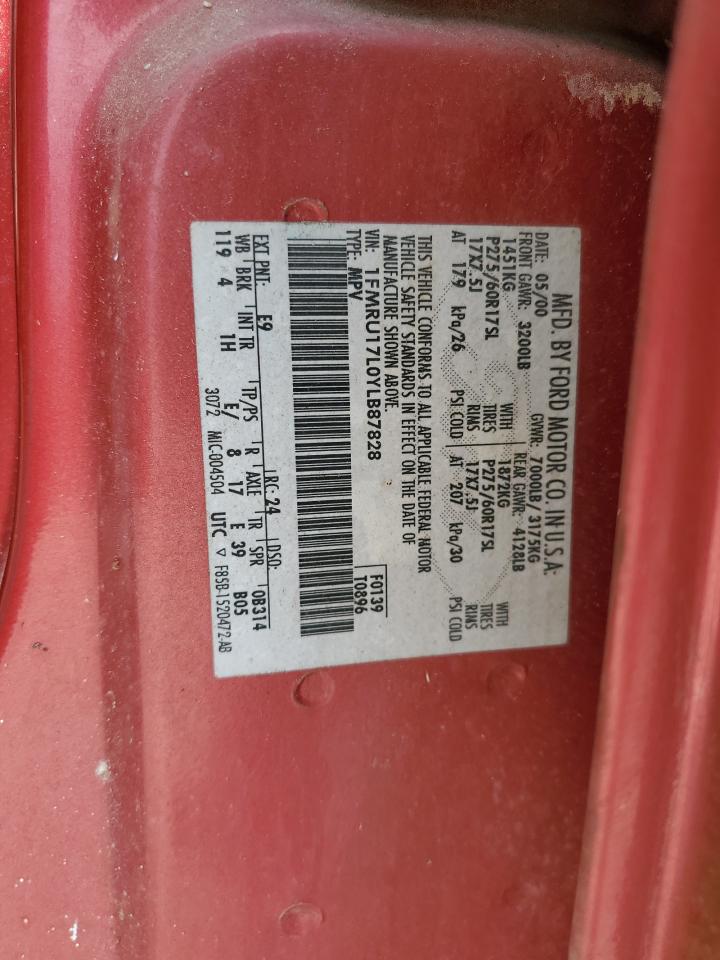 MFD. BY FORD MOTOR CO. IN U.S.A.
DATE: 05/00 GVWR: 7000LB/ 3175KG
FRONT GAWR: 3200LB REAR GAWR: 4128LB
1451KG WITH 1872KG WITH
P275/60R17SL TIRES P275/60R17SL TIRES
17X7.5J RIMS 17X7.5J RIMS
AT 179 kPa/26 PSI COLD AT 207 kPa/30 PSI COLD
THIS VEHICLE CONFORMS TO ALL APPLICABLE FEDERAL MOTOR
VEHICLE SAFETY STANDARDS IN EFFECT ON THE DATE OF
MANUFACTURE SHOWN ABOVE.
VIN: 1FMRU17L0YLB87828 F0139
TYPE: MPV T0896
EXT PNT: E9 RC: 24 DSO: 0B314
WB BRK INT TR TP/PS R AXLE TR SPR B05
119 4 1H E/ 8 17 E 39
3072 MIC-004504 UTC ▽ F85B-1520472-AB